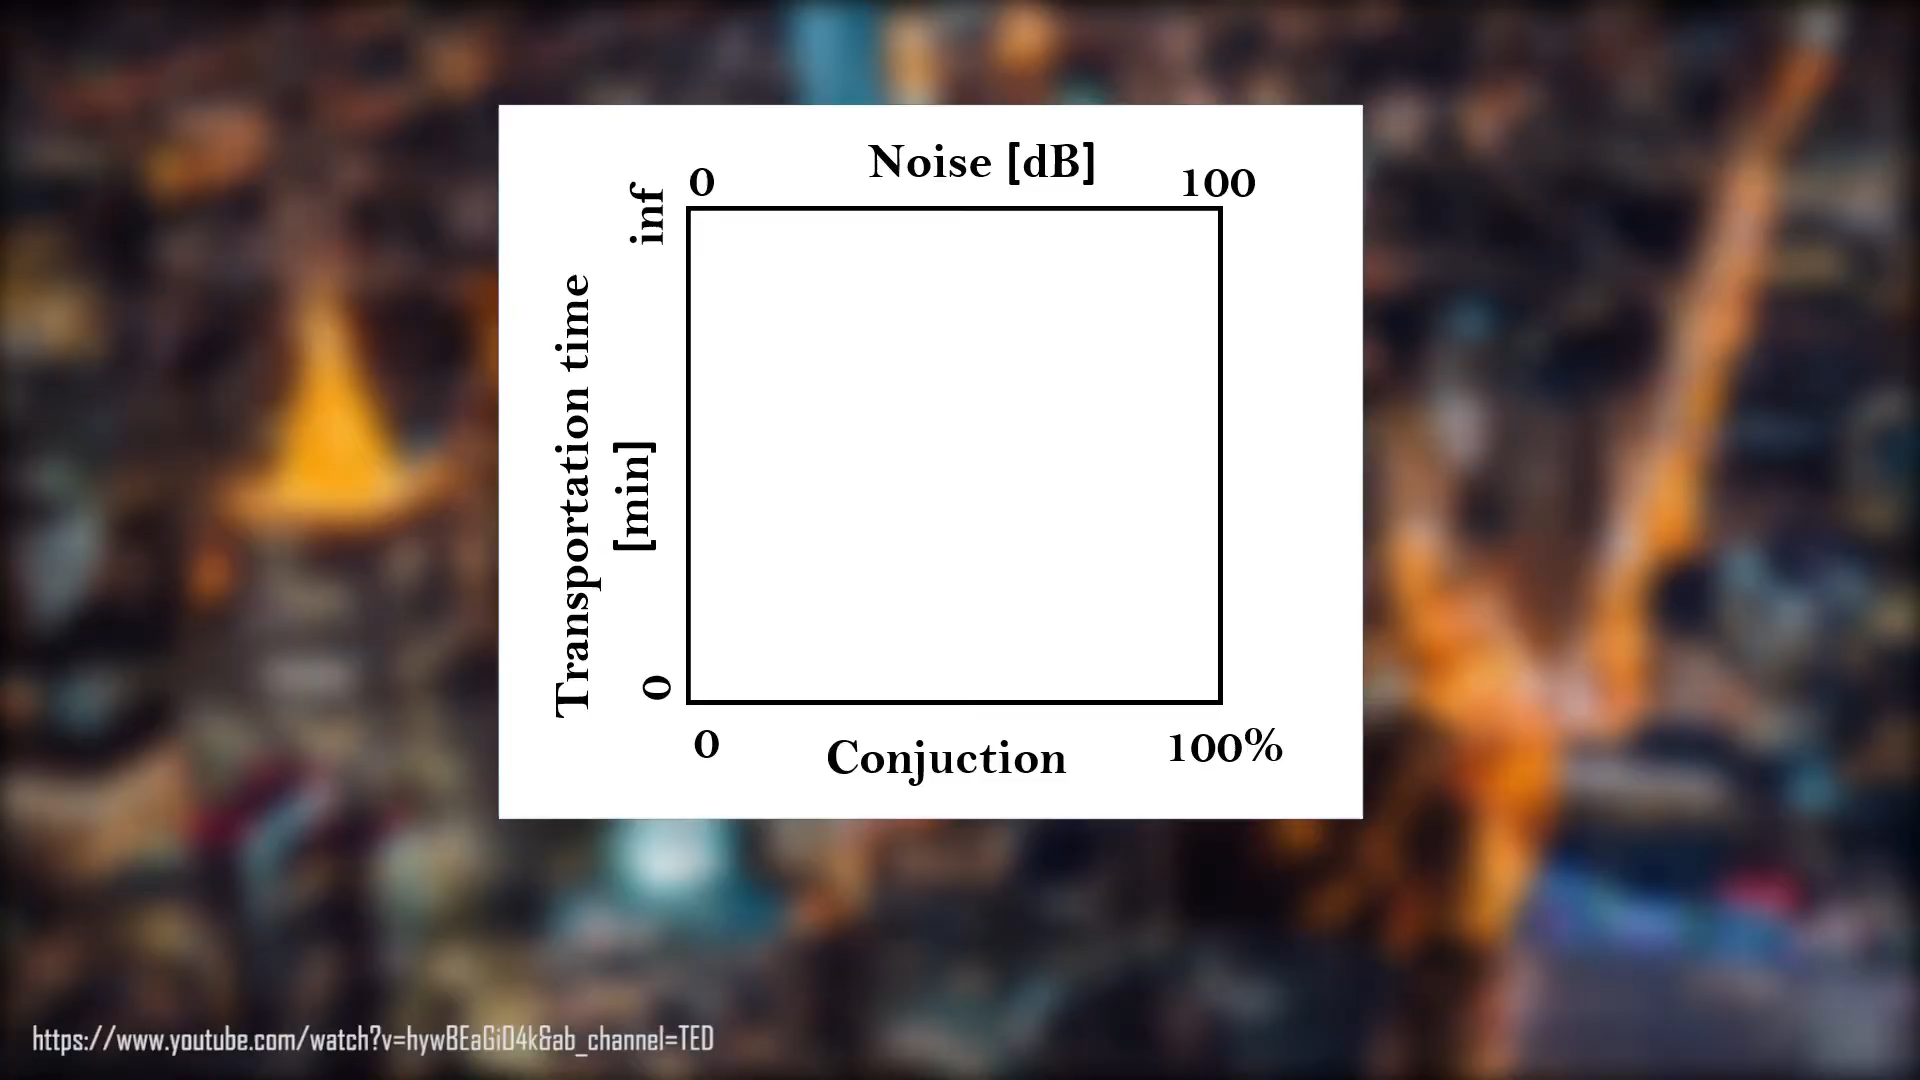 Noise [dB]
0 100
inf
Transportation time
[min]
0
0 Conjuction 100%
https://www.youtube.com/watch?v=hywBEaGiO4k&ab_channel=TED